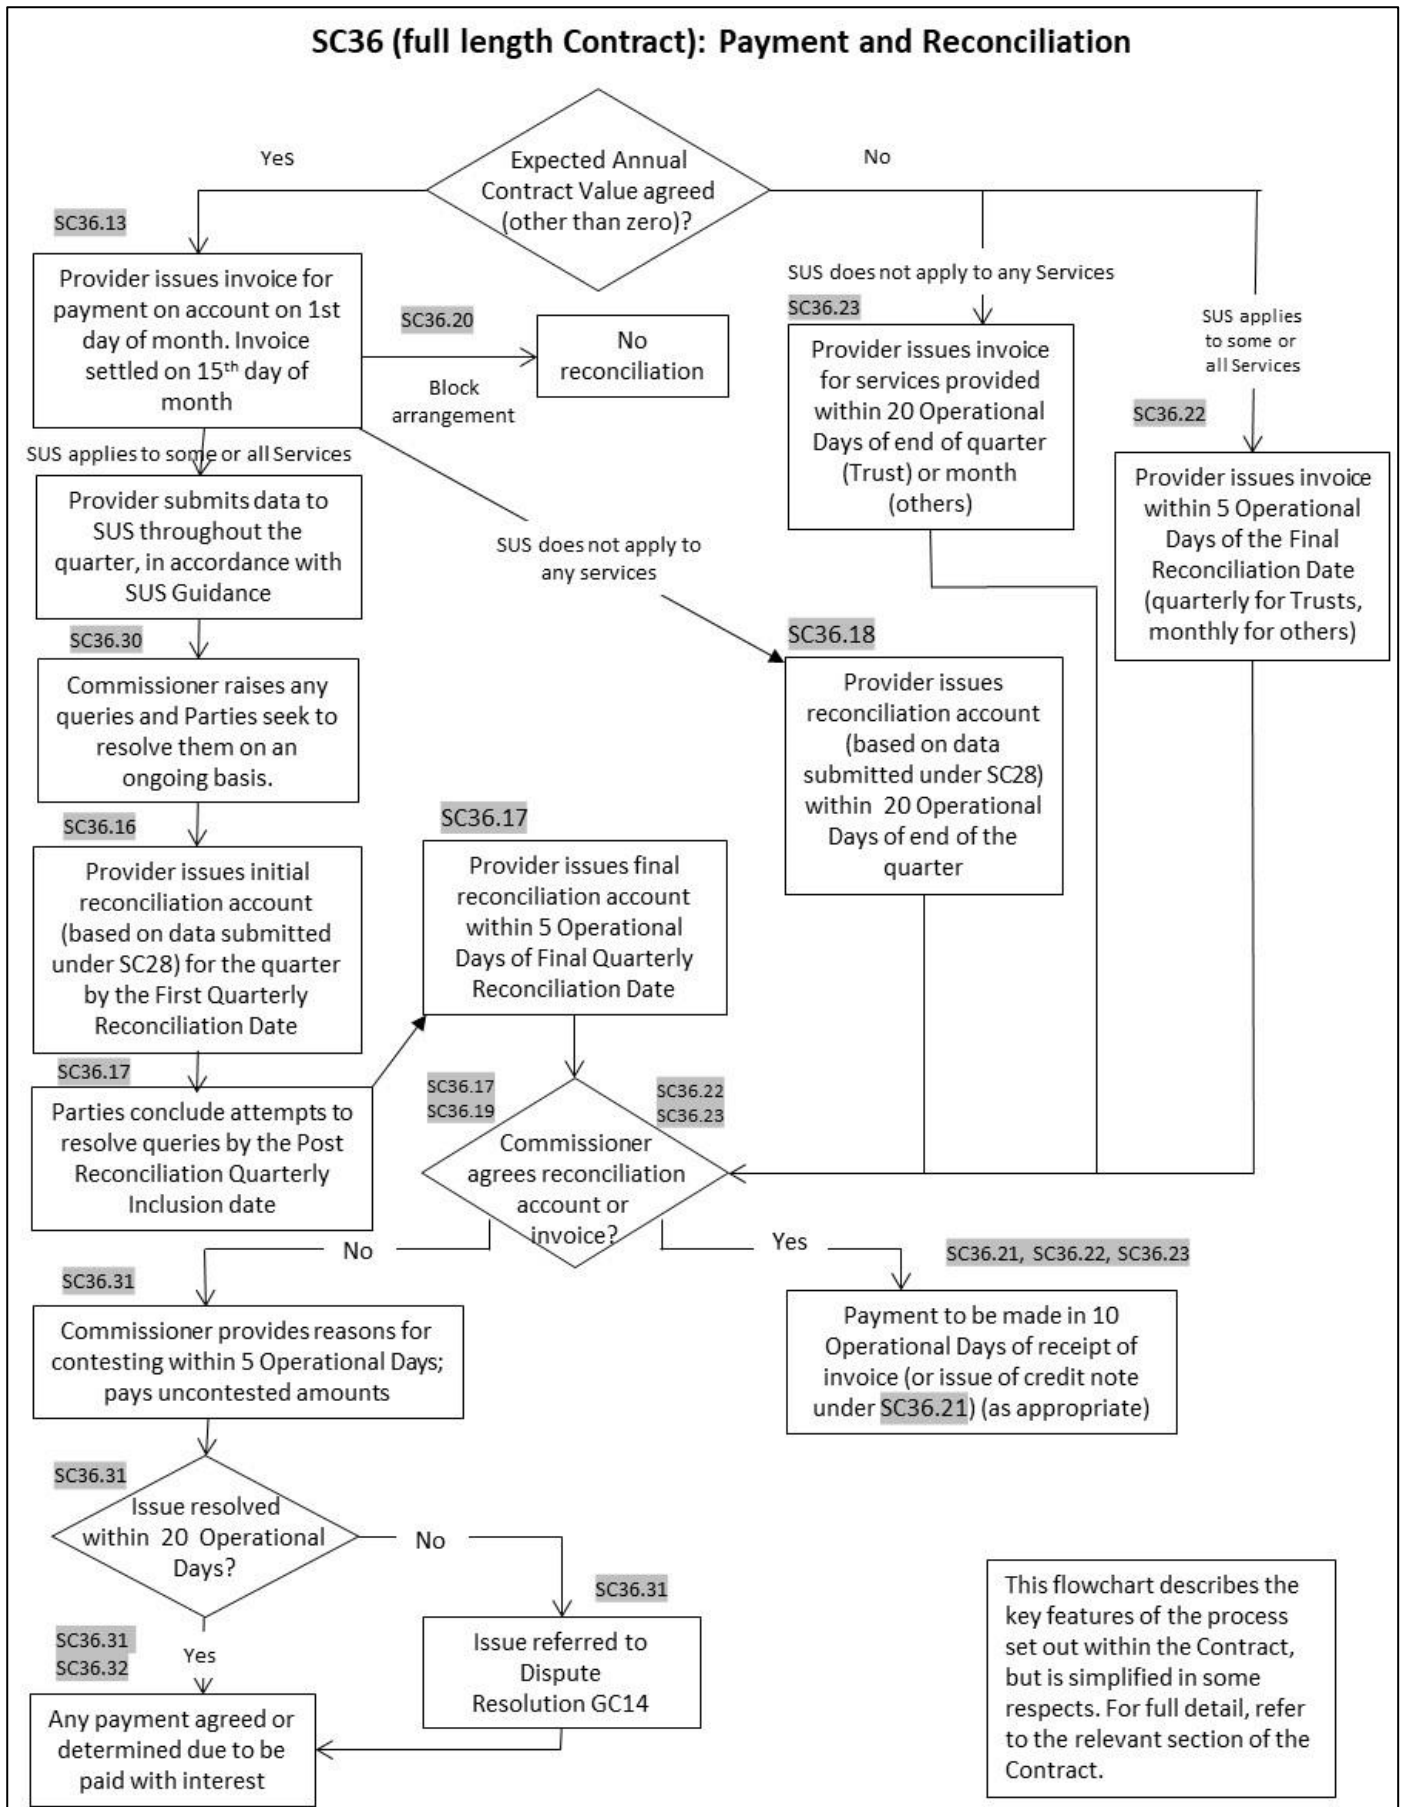 SC36 (full length Contract): Payment and Reconciliation
Yes
Expected Annual
Contract Value agreed
(other than zero)?
No
SC36.13
Provider issues invoice for
payment on account on 1st
day of month. Invoice
settled on 15th day of
month
SC36.20
Block
arrangement
No
reconciliation
SUS does not apply to any Services
SC36.23
Provider issues invoice
for services provided
within 20 Operational
Days of end of quarter
(Trust) or month
(others)
SUS applies
to some or
all Services
SC36.22
Provider issues invoice
within 5 Operational
Days of the Final
Reconciliation Date
(quarterly for Trusts,
monthly for others)
SUS applies to some or all Services
Provider submits data to
SUS throughout the
quarter, in accordance with
SUS Guidance
SUS does not apply to
any services
SC36.30
Commissioner raises any
queries and Parties seek to
resolve them on an
ongoing basis.
SC36.18
Provider issues
reconciliation account
(based on data
submitted under SC28)
within 20 Operational
Days of end of the
quarter
SC36.16
Provider issues initial
reconciliation account
(based on data submitted
under SC28) for the quarter
by the First Quarterly
Reconciliation Date
SC36.17
Provider issues final
reconciliation account
within 5 Operational
Days of Final Quarterly
Reconciliation Date
SC36.17
Parties conclude attempts to
resolve queries by the Post
Reconciliation Quarterly
Inclusion date
SC36.17
SC36.19
SC36.22
SC36.23
Commissioner
agrees reconciliation
account or
invoice?
No
Yes
SC36.21, SC36.22, SC36.23
Payment to be made in 10
Operational Days of receipt of
invoice (or issue of credit note
under SC36.21) (as appropriate)
SC36.31
Commissioner provides reasons for
contesting within 5 Operational Days;
pays uncontested amounts
SC36.31
Issue resolved
within 20 Operational
Days?
No
SC36.31
Issue referred to
Dispute
Resolution GC14
SC36.31
SC36.32
Yes
Any payment agreed or
determined due to be
paid with interest
This flowchart describes the
key features of the process
set out within the Contract,
but is simplified in some
respects. For full detail, refer
to the relevant section of the
Contract.